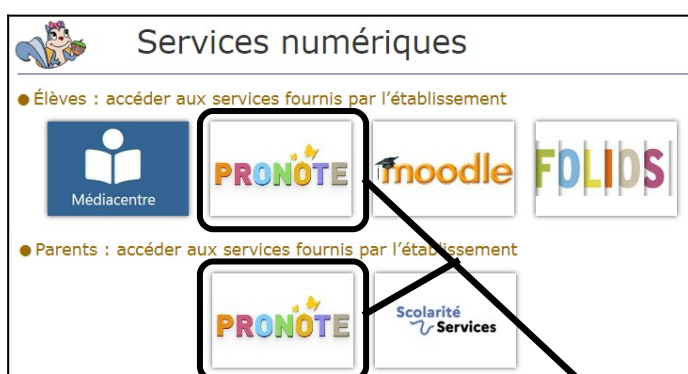 Services numériques
Élèves : accéder aux services fournis par l'établissement
Médiacentre
PRONOTE
moodle
FOLIOS
Parents : accéder aux services fournis par l'établissement
PRONOTE
Scolarité
Services